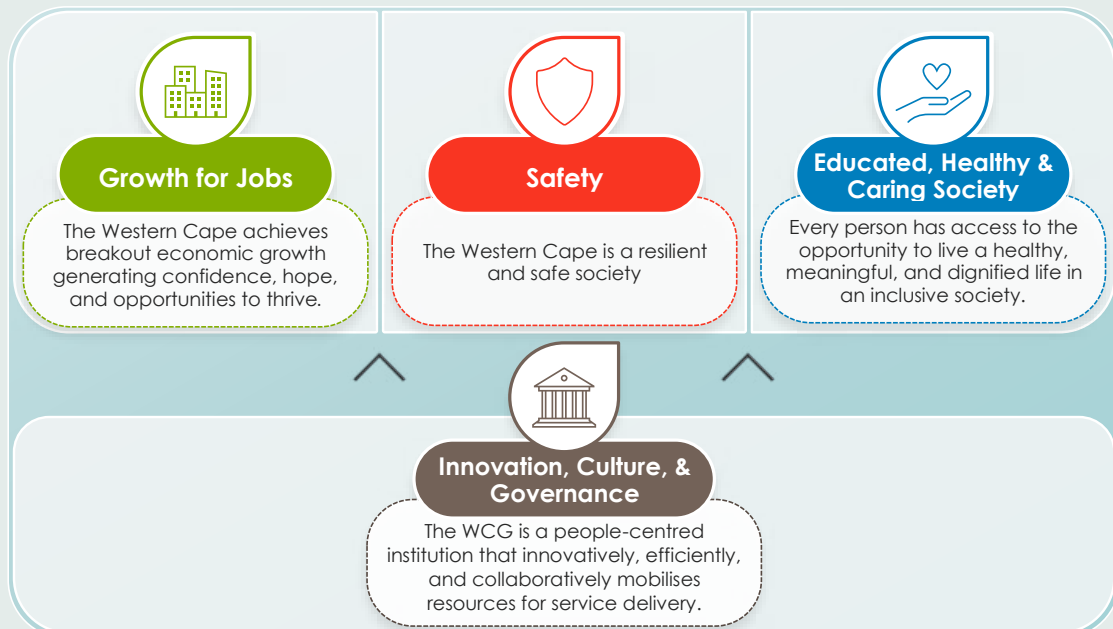 Growth for Jobs
The Western Cape achieves
breakout economic growth
generating confidence, hope,
and opportunities to thrive.
Safety
The Western Cape is a resilient
and safe society
Educated, Healthy &
Caring Society
Every person has access to the
opportunity to live a healthy,
meaningful, and dignified life in
an inclusive society.
Innovation, Culture, &
Governance
The WCG is a people-centred
institution that innovatively, efficiently,
and collaboratively mobilises
resources for service delivery.